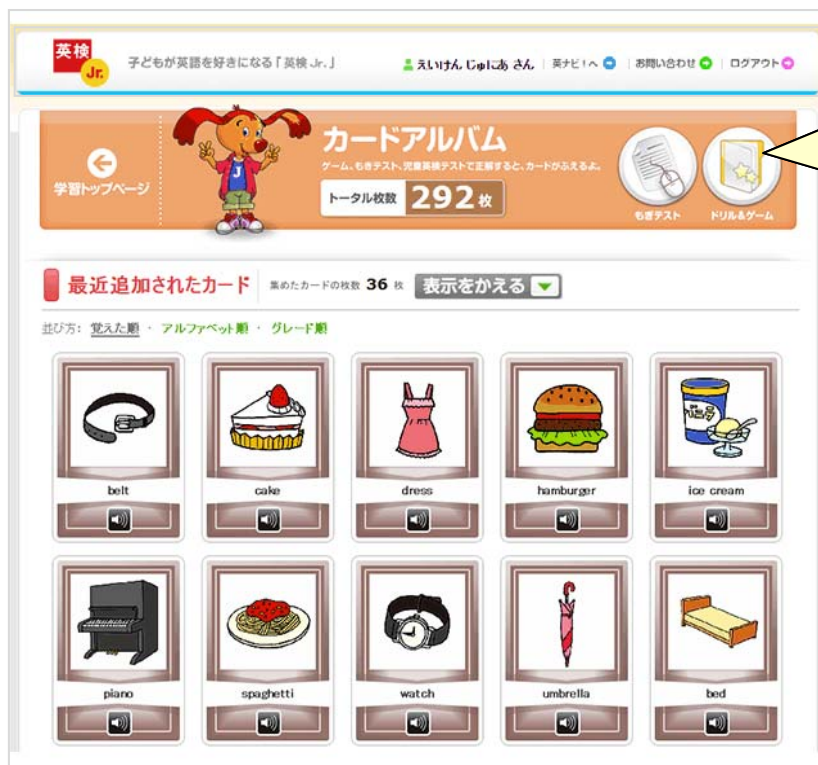 英検
Jr.
子どもが英語を好きになる「英検 Jr.」
えいけん じゅにあ さん
英ナビ!へ
お問い合わせ
ログアウト
学習トップページ
J
カードアルバム
ゲーム、もぎテスト、児童英検テストで正解すると、カードがふえるよ。
トータル枚数 292 枚
もぎテスト
ドリル&ゲーム
最近追加されたカード 集めたカードの枚数 36 枚 表示をかえる
並び方: 覚えた順 ・ アルファベット順 ・ グレード順
バニラ
belt cake dress hamburger ice cream
piano spaghetti watch umbrella bed